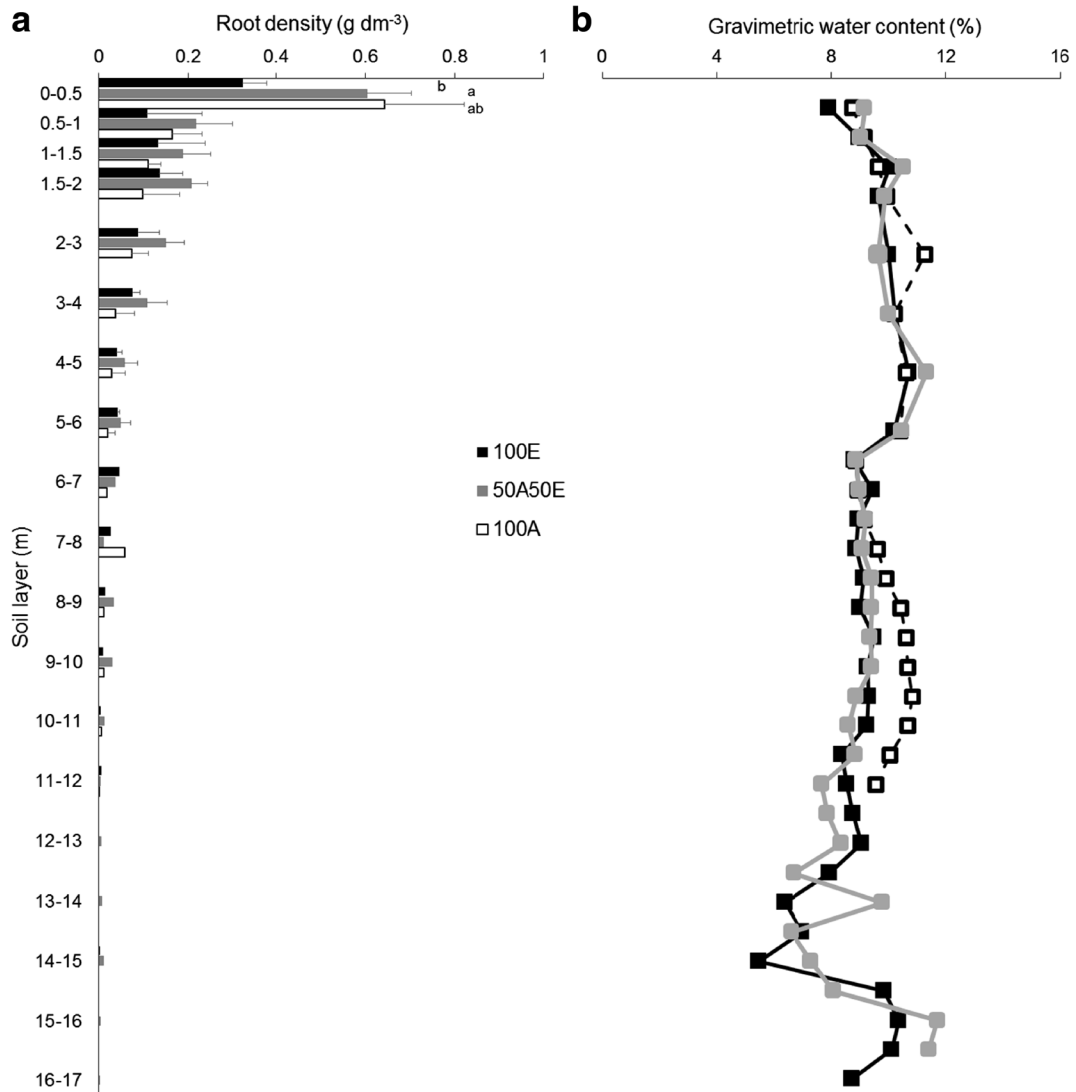 a
Root density (g dm-3)
0 0.2 0.4 0.6 0.8 1
b
a
ab
0-0.5
0.5-1
1-1.5
1.5-2
2-3
3-4
4-5
5-6
6-7
7-8
8-9
9-10
10-11
11-12
12-13
13-14
14-15
15-16
16-17
Soil layer (m)
100E
50A50E
100A
b
Gravimetric water content (%)
0 4 8 12 16